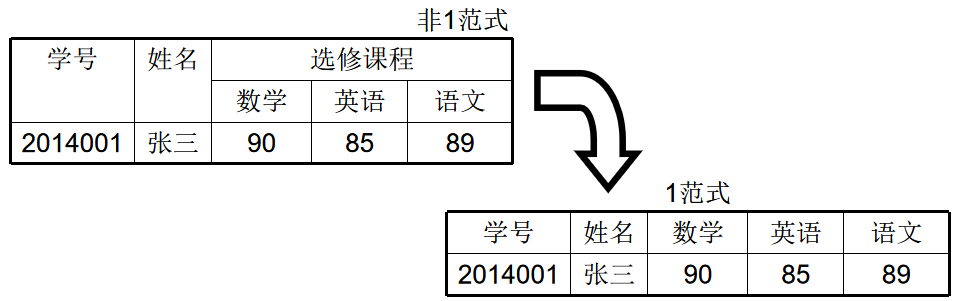 非1范式
学号 姓名 选修课程
数学 英语 语文
2014001 张三 90 85 89
1范式
学号 姓名 数学 英语 语文
2014001 张三 90 85 89